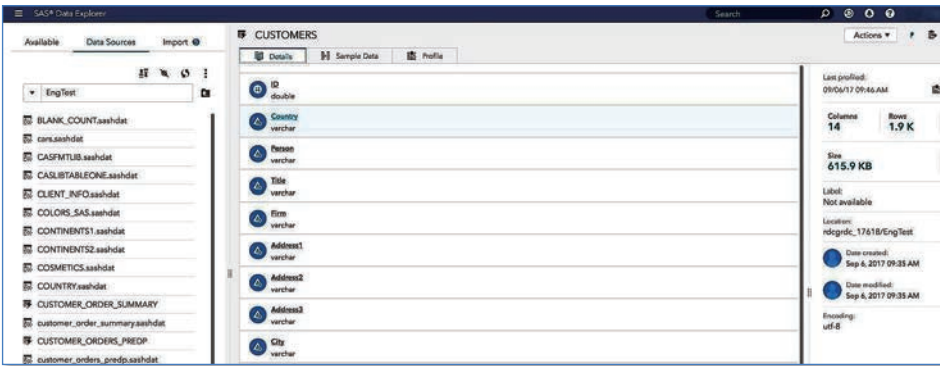 SAS® Data Explorer
Search
Available Data Sources Import
EngTest
BLANK_COUNT.sashdat
cars.sashdat
CASFMTLIB.sashdat
CASLIBTABLEONE.sashdat
CLIENT_INFO.sashdat
COLORS_SAS.sashdat
CONTINENTS1.sashdat
CONTINENTS2.sashdat
COSMETICS.sashdat
COUNTRY.sashdat
CUSTOMER_ORDER_SUMMARY
customer_order_summary.sashdat
CUSTOMER_ORDERS_PREDP
customer_orders_predp.sashdat
CUSTOMERS
Actions
Details Sample Data Profile
ID
double
Country
varchar
Person
varchar
Title
varchar
Firm
varchar
Address1
varchar
Address2
varchar
Address3
varchar
City
varchar
Last profiled:
09/06/17 09:46 AM
Columns Rows
14 1.9 K
Size
615.9 KB
Label:
Not available
Location:
rdcgrdc_17618/EngTest
Date created:
Sep 6, 2017 09:35 AM
Date modified:
Sep 6, 2017 09:35 AM
Encoding:
utf-8